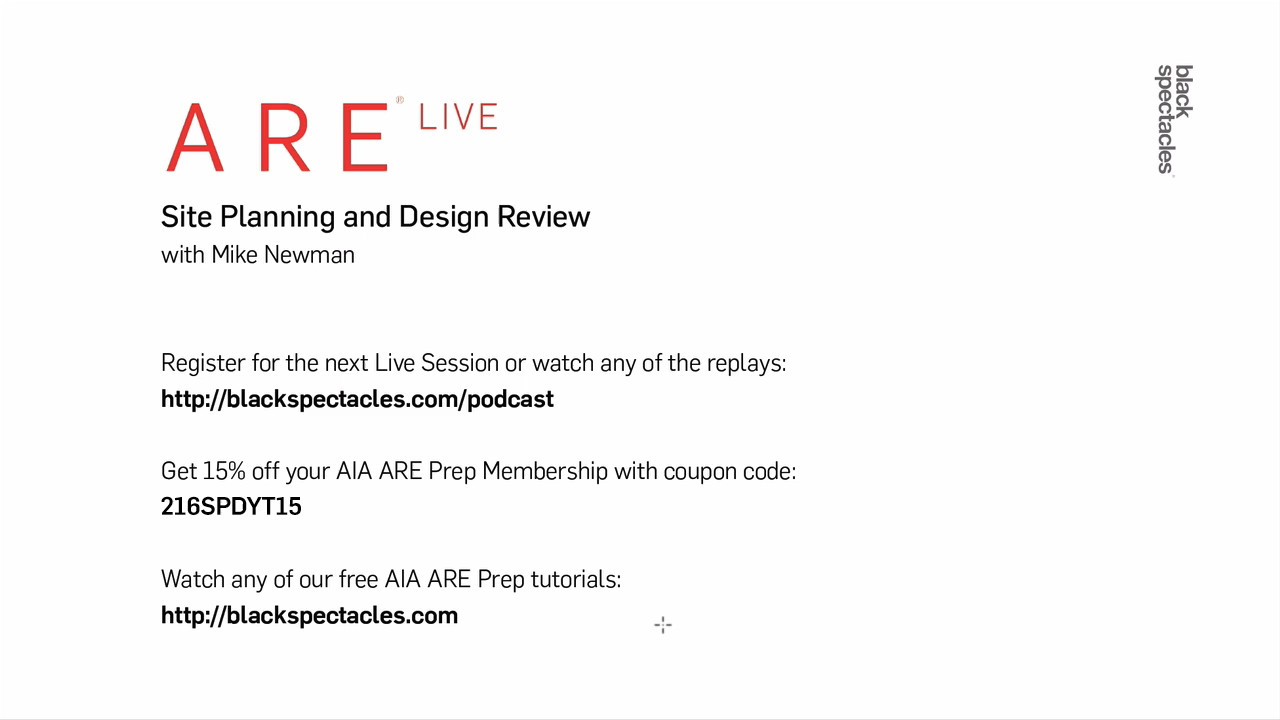 ARE® LIVE
black
spectacles
Site Planning and Design Review
with Mike Newman
Register for the next Live Session or watch any of the replays:
http://blackspectacles.com/podcast
Get 15% off your AIA ARE Prep Membership with coupon code:
216SPDYT15
Watch any of our free AIA ARE Prep tutorials:
http://blackspectacles.com